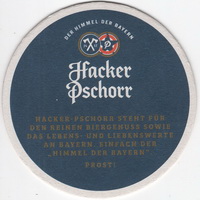 DER HIMMEL DER BAYERN
Hacker
Pschorr
HACKER-PSCHORR STEHT FÜR
DEN REINEN BIERGENUSS SOWIE
DAS LEBENS- UND LIEBENSWERTE
AN BAYERN. EINFACH DER
„HIMMEL DER BAYERN".
PROST!